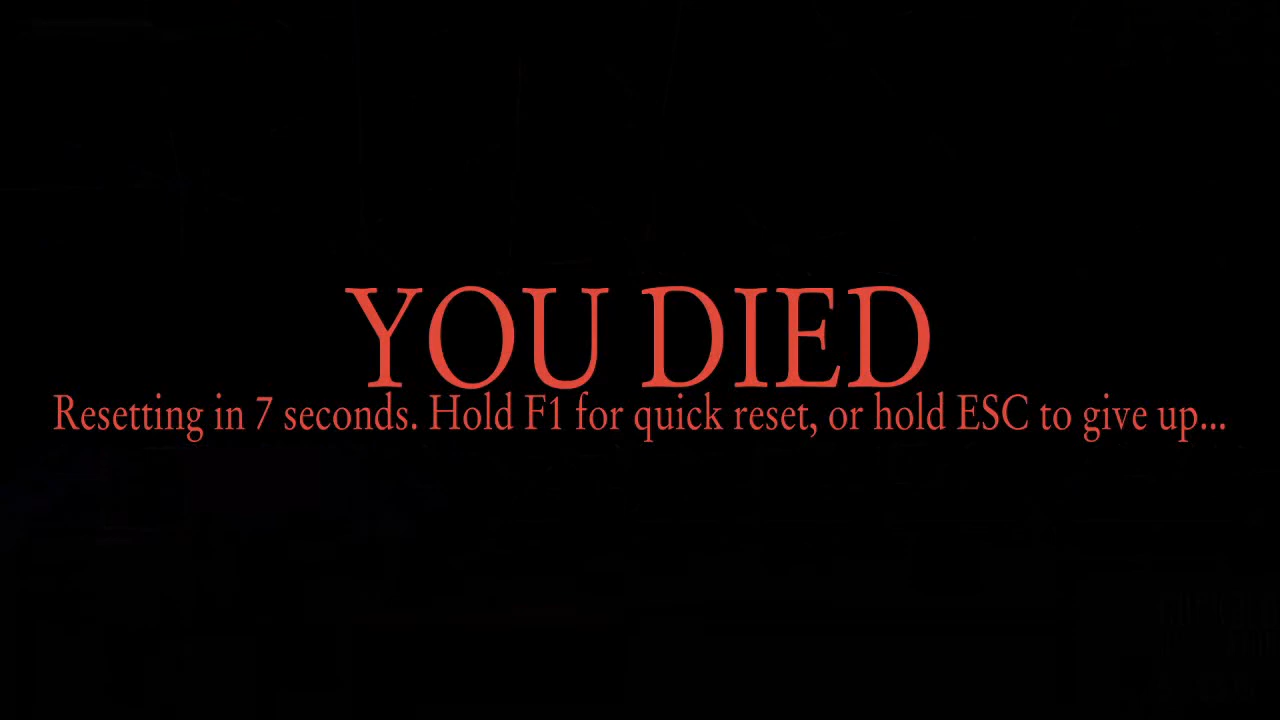 YOU DIED
Resetting in 7 seconds. Hold F1 for quick reset, or hold ESC to give up...